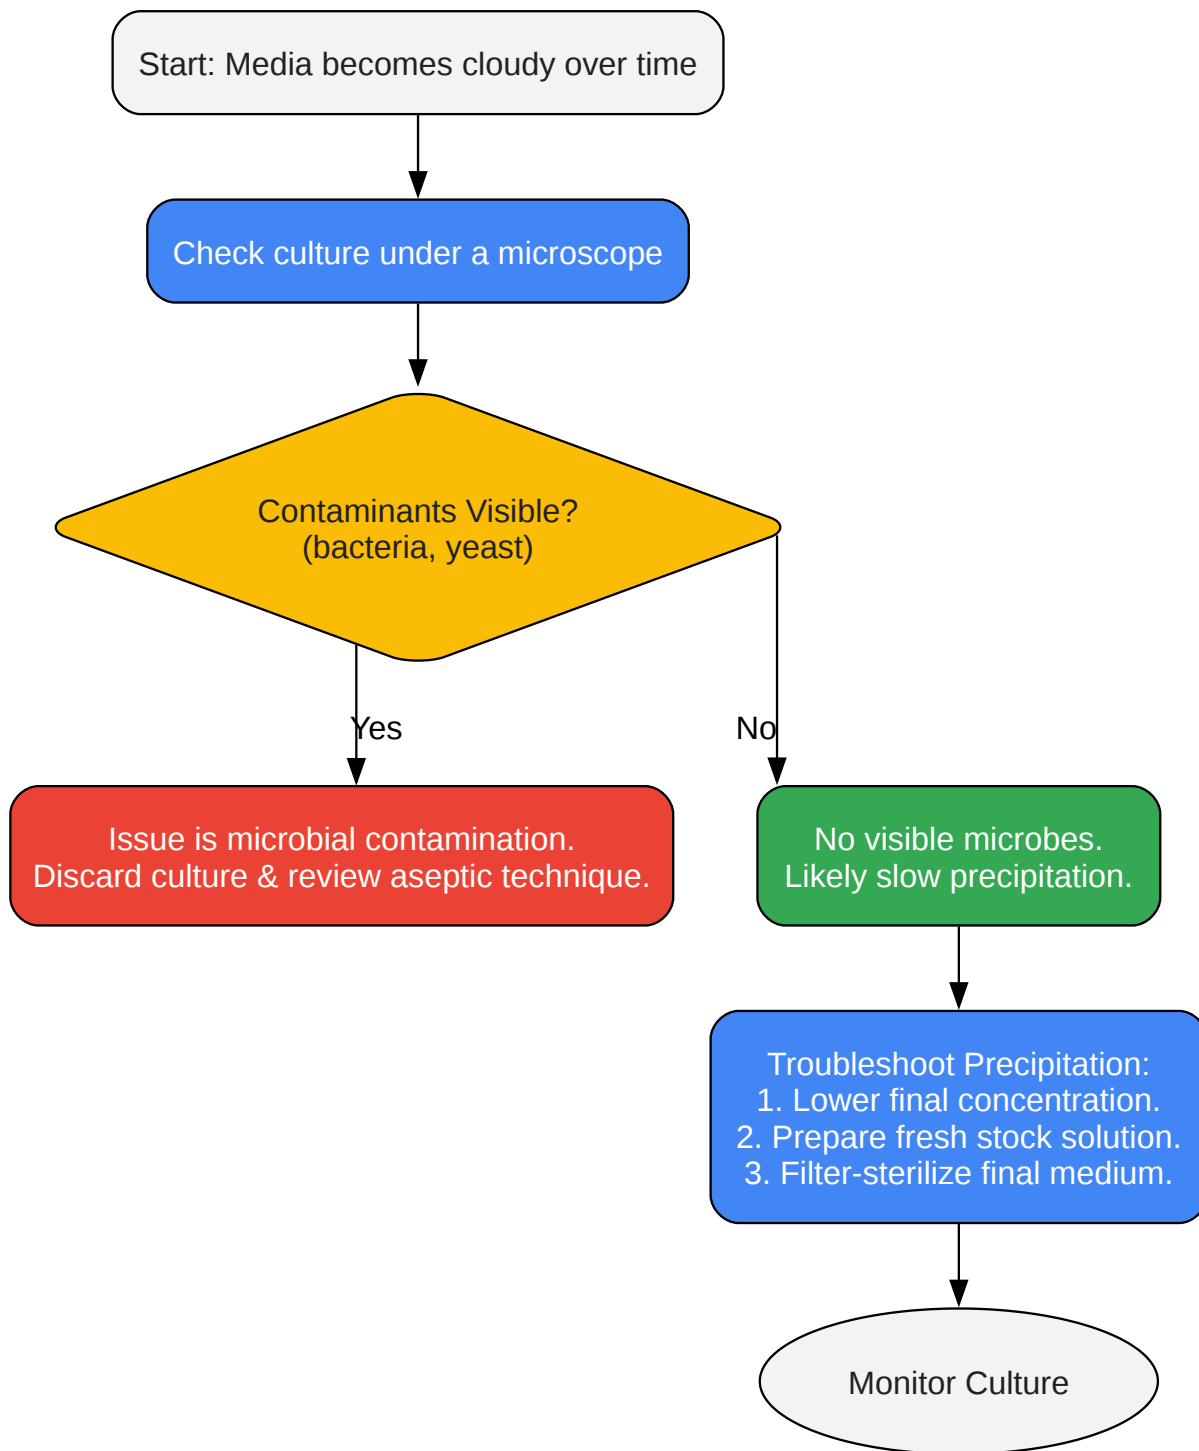 Start: Media becomes cloudy over time
Check culture under a microscope
Contaminants Visible?
(bacteria, yeast)
Yes
No
Issue is microbial contamination.
Discard culture & review aseptic technique.
No visible microbes.
Likely slow precipitation.
Troubleshoot Precipitation:
1. Lower final concentration.
2. Prepare fresh stock solution.
3. Filter-sterilize final medium.
Monitor Culture